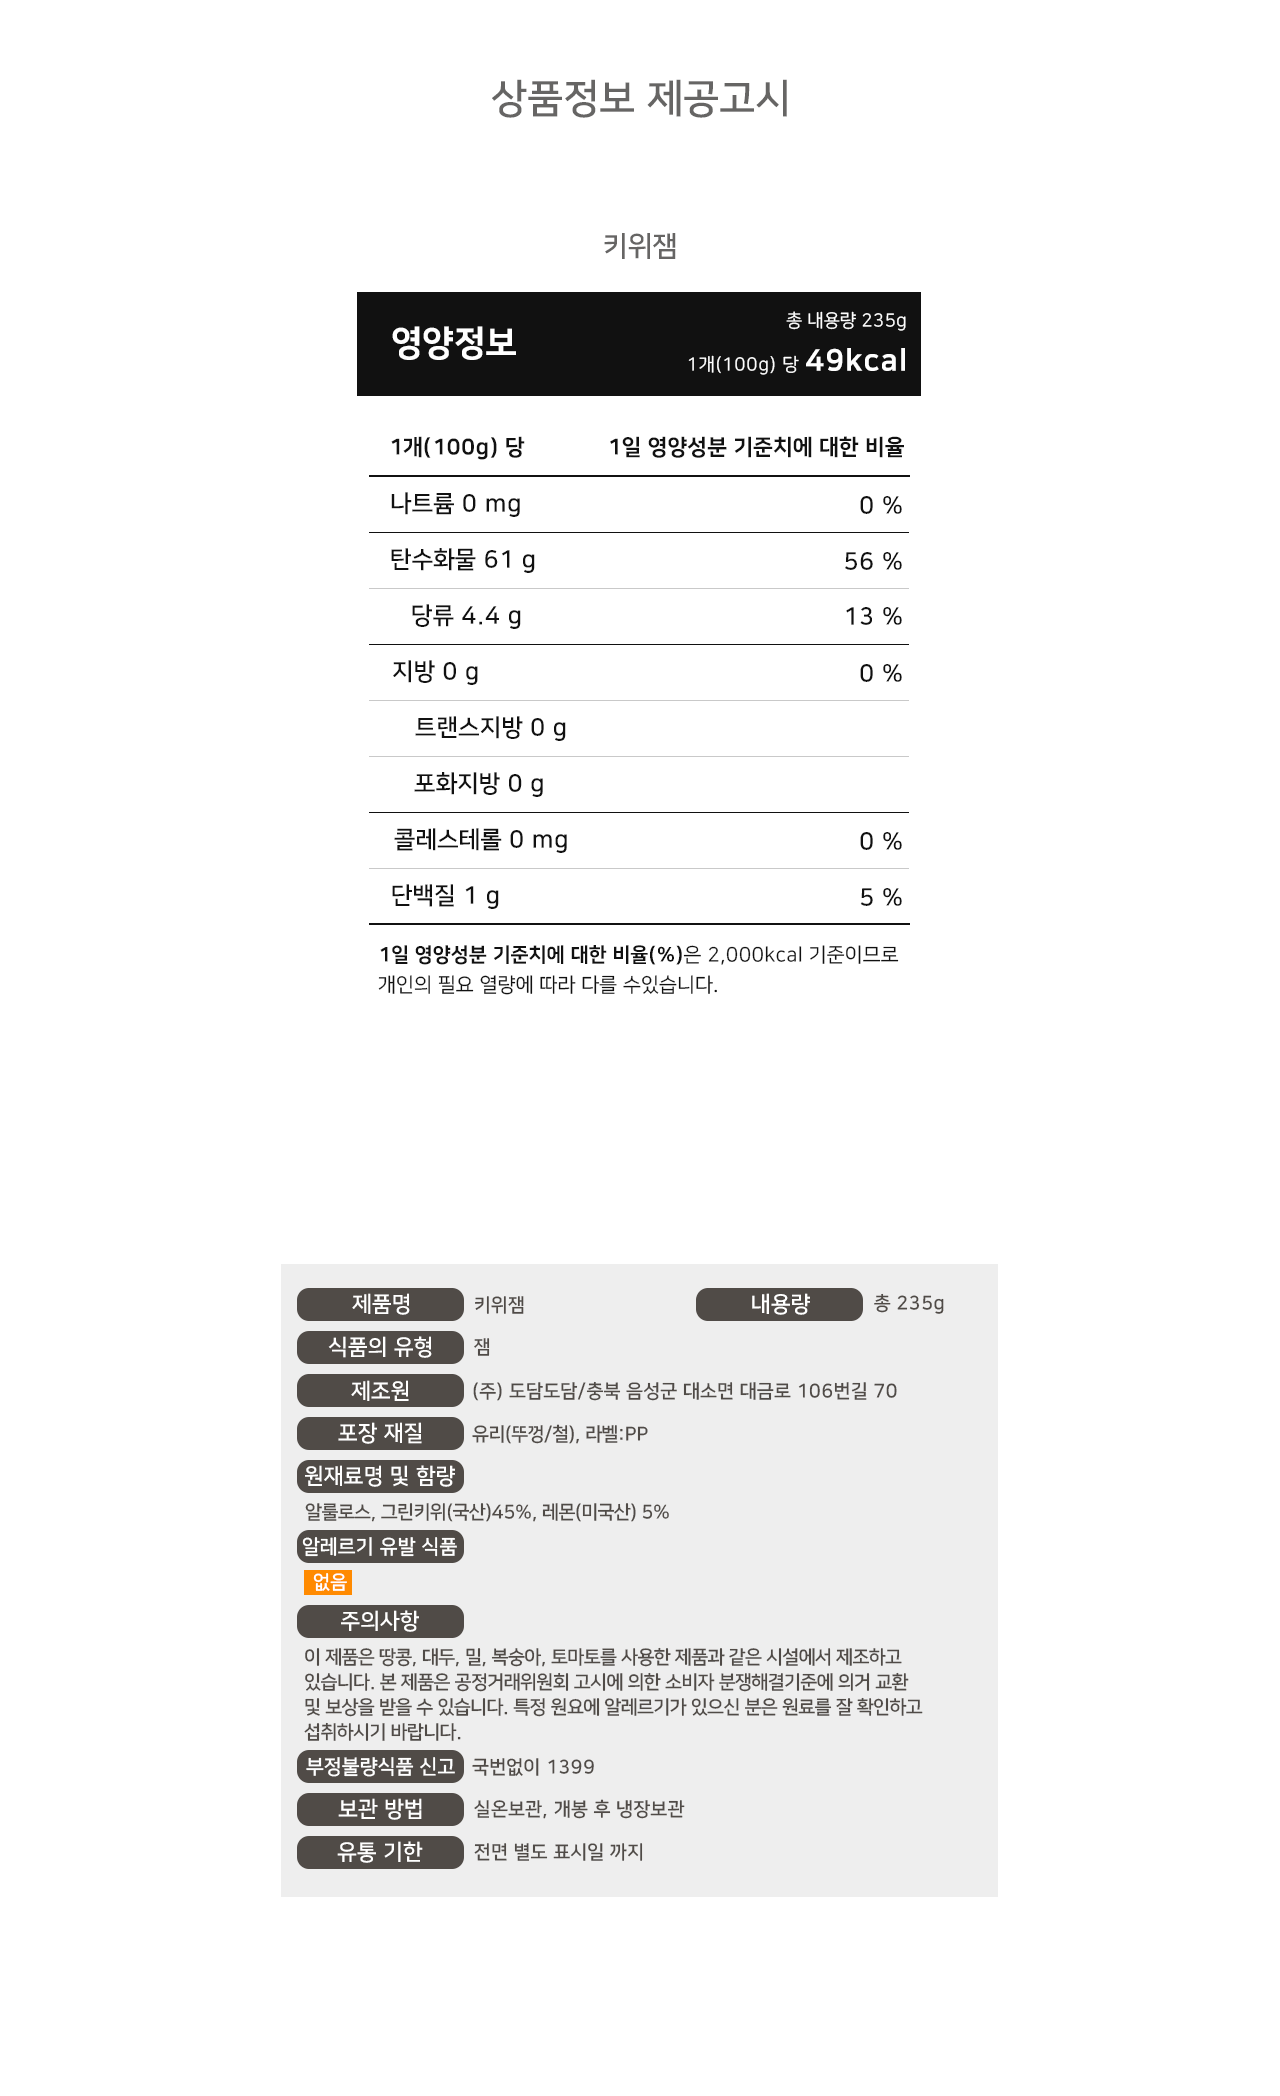 상품정보 제공고시
키위잼
영양정보
총 내용량 235g
1개(100g) 당 49kcal
1개(100g) 당 1일 영양성분 기준치에 대한 비율
나트륨 0 mg 0 %
탄수화물 61 g 56 %
당류 4.4 g 13 %
지방 0 g 0 %
트랜스지방 0 g
포화지방 0 g
콜레스테롤 0 mg 0 %
단백질 1 g 5 %
1일 영양성분 기준치에 대한 비율(%)은 2,000kcal 기준이므로
개인의 필요 열량에 따라 다를 수있습니다.
제품명 키위잼 내용량 총 235g
식품의 유형 잼
제조원 (주) 도담도담/충북 음성군 대소면 대금로 106번길 70
포장 재질 유리(뚜껑/철), 라벨:PP
원재료명 및 함량
알룰로스, 그린키위(국산)45%, 레몬(미국산) 5%
알레르기 유발 식품
없음
주의사항
이 제품은 땅콩, 대두, 밀, 복숭아, 토마토를 사용한 제품과 같은 시설에서 제조하고
있습니다. 본 제품은 공정거래위원회 고시에 의한 소비자 분쟁해결기준에 의거 교환
및 보상을 받을 수 있습니다. 특정 원요에 알레르기가 있으신 분은 원료를 잘 확인하고
섭취하시기 바랍니다.
부정불량식품 신고 국번없이 1399
보관 방법 실온보관, 개봉 후 냉장보관
유통 기한 전면 별도 표시일 까지